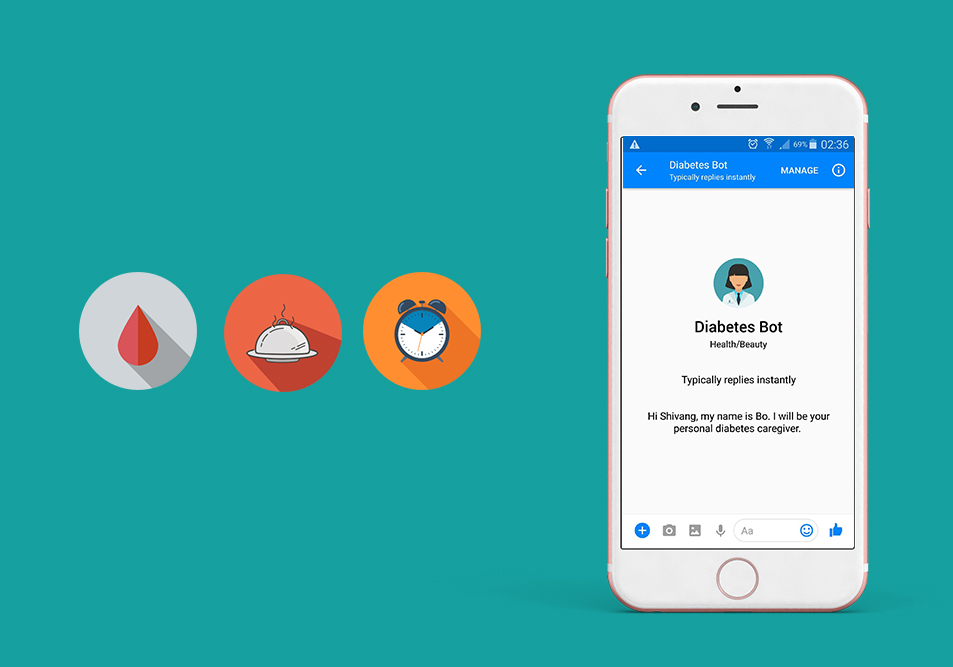 69% 02:36
Diabetes Bot
Typically replies instantly
MANAGE
Diabetes Bot
Health/Beauty
Typically replies instantly
Hi Shivang, my name is Bo. I will be your
personal diabetes caregiver.
Aa